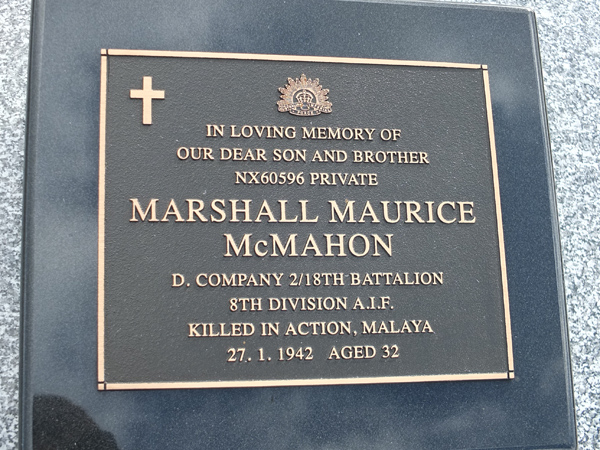 IN LOVING MEMORY OF
OUR DEAR SON AND BROTHER
NX60596 PRIVATE
MARSHALL MAURICE
McMAHON
D. COMPANY 2/18TH BATTALION
8TH DIVISION A.I.F.
KILLED IN ACTION, MALAYA
27. 1. 1942 AGED 32